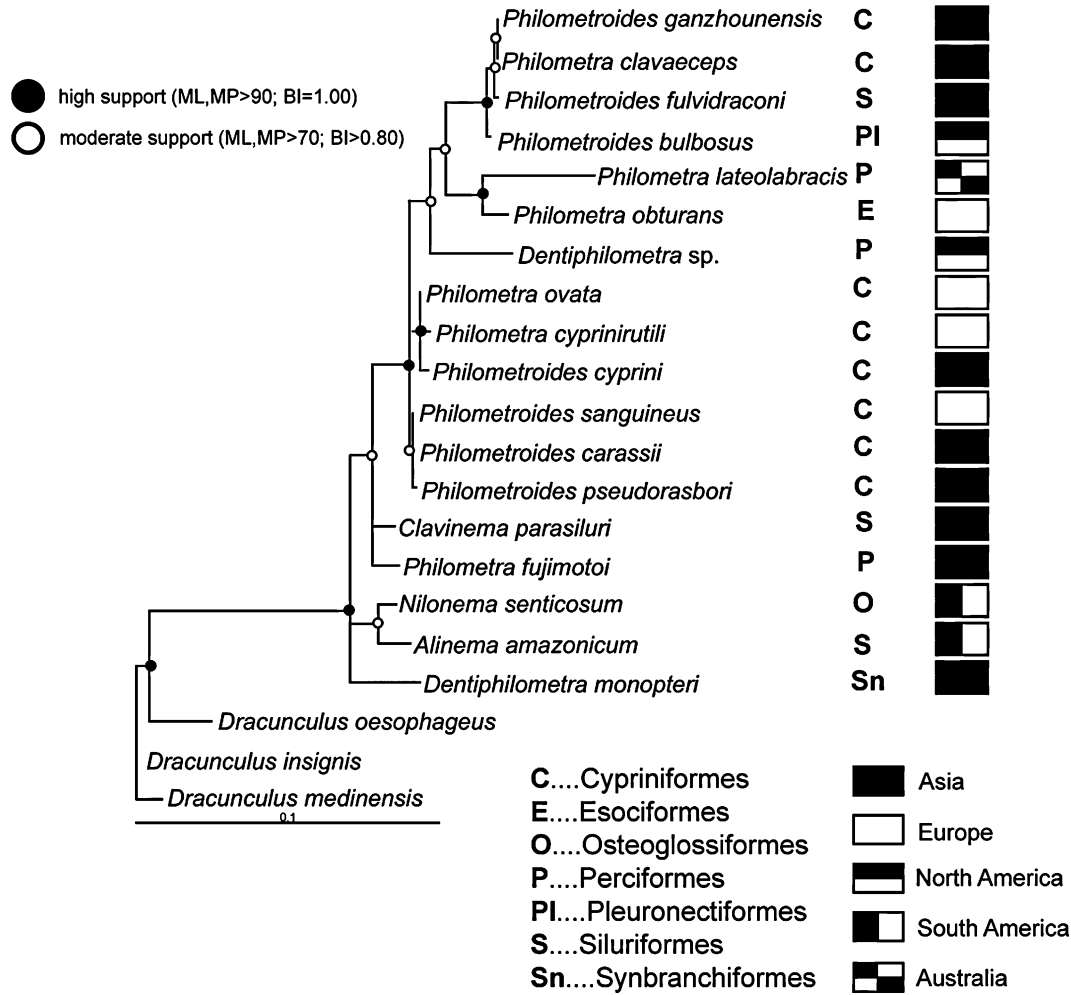 Philometroides ganzhounensis C
Philometra clavaeceps C
high support (ML,MP>90; BI=1.00)
Philometroides fulvidraconi S
moderate support (ML,MP>70; BI>0.80)
Philometroides bulbosus Pl
Philometra lateolabracis P
Philometra obturans E
Dentiphilometra sp. P
Philometra ovata C
Philometra cyprinirutili C
Philometroides cyprini C
Philometroides sanguineus C
Philometroides carassii C
Philometroides pseudorasbori C
Clavinema parasiluri S
Philometra fujimotoi P
Nilonema senticosum O
Alinema amazonicum S
Dentiphilometra monopteri Sn
Dracunculus oesophageus
Dracunculus insignis
Dracunculus medinensis
0.1
C....Cypriniformes
E....Esociformes
O....Osteoglossiformes
P....Perciformes
Pl....Pleuronectiformes
S....Siluriformes
Sn....Synbranchiformes
Asia
Europe
North America
South America
Australia